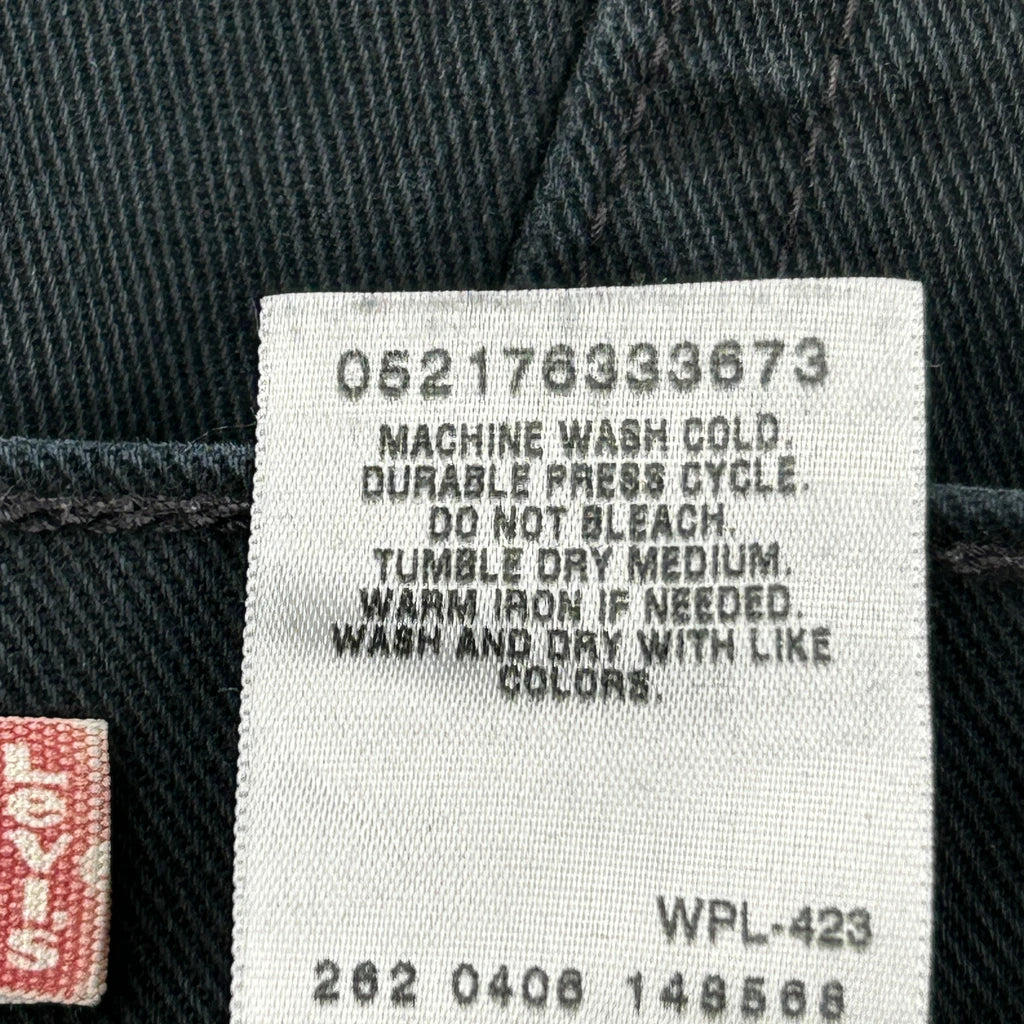 052176333673
MACHINE WASH COLD.
DURABLE PRESS CYCLE.
DO NOT BLEACH.
TUMBLE DRY MEDIUM.
WARM IRON IF NEEDED.
WASH AND DRY WITH LIKE
COLORS.
WPL-423
262 0406 148568
LEVI'S